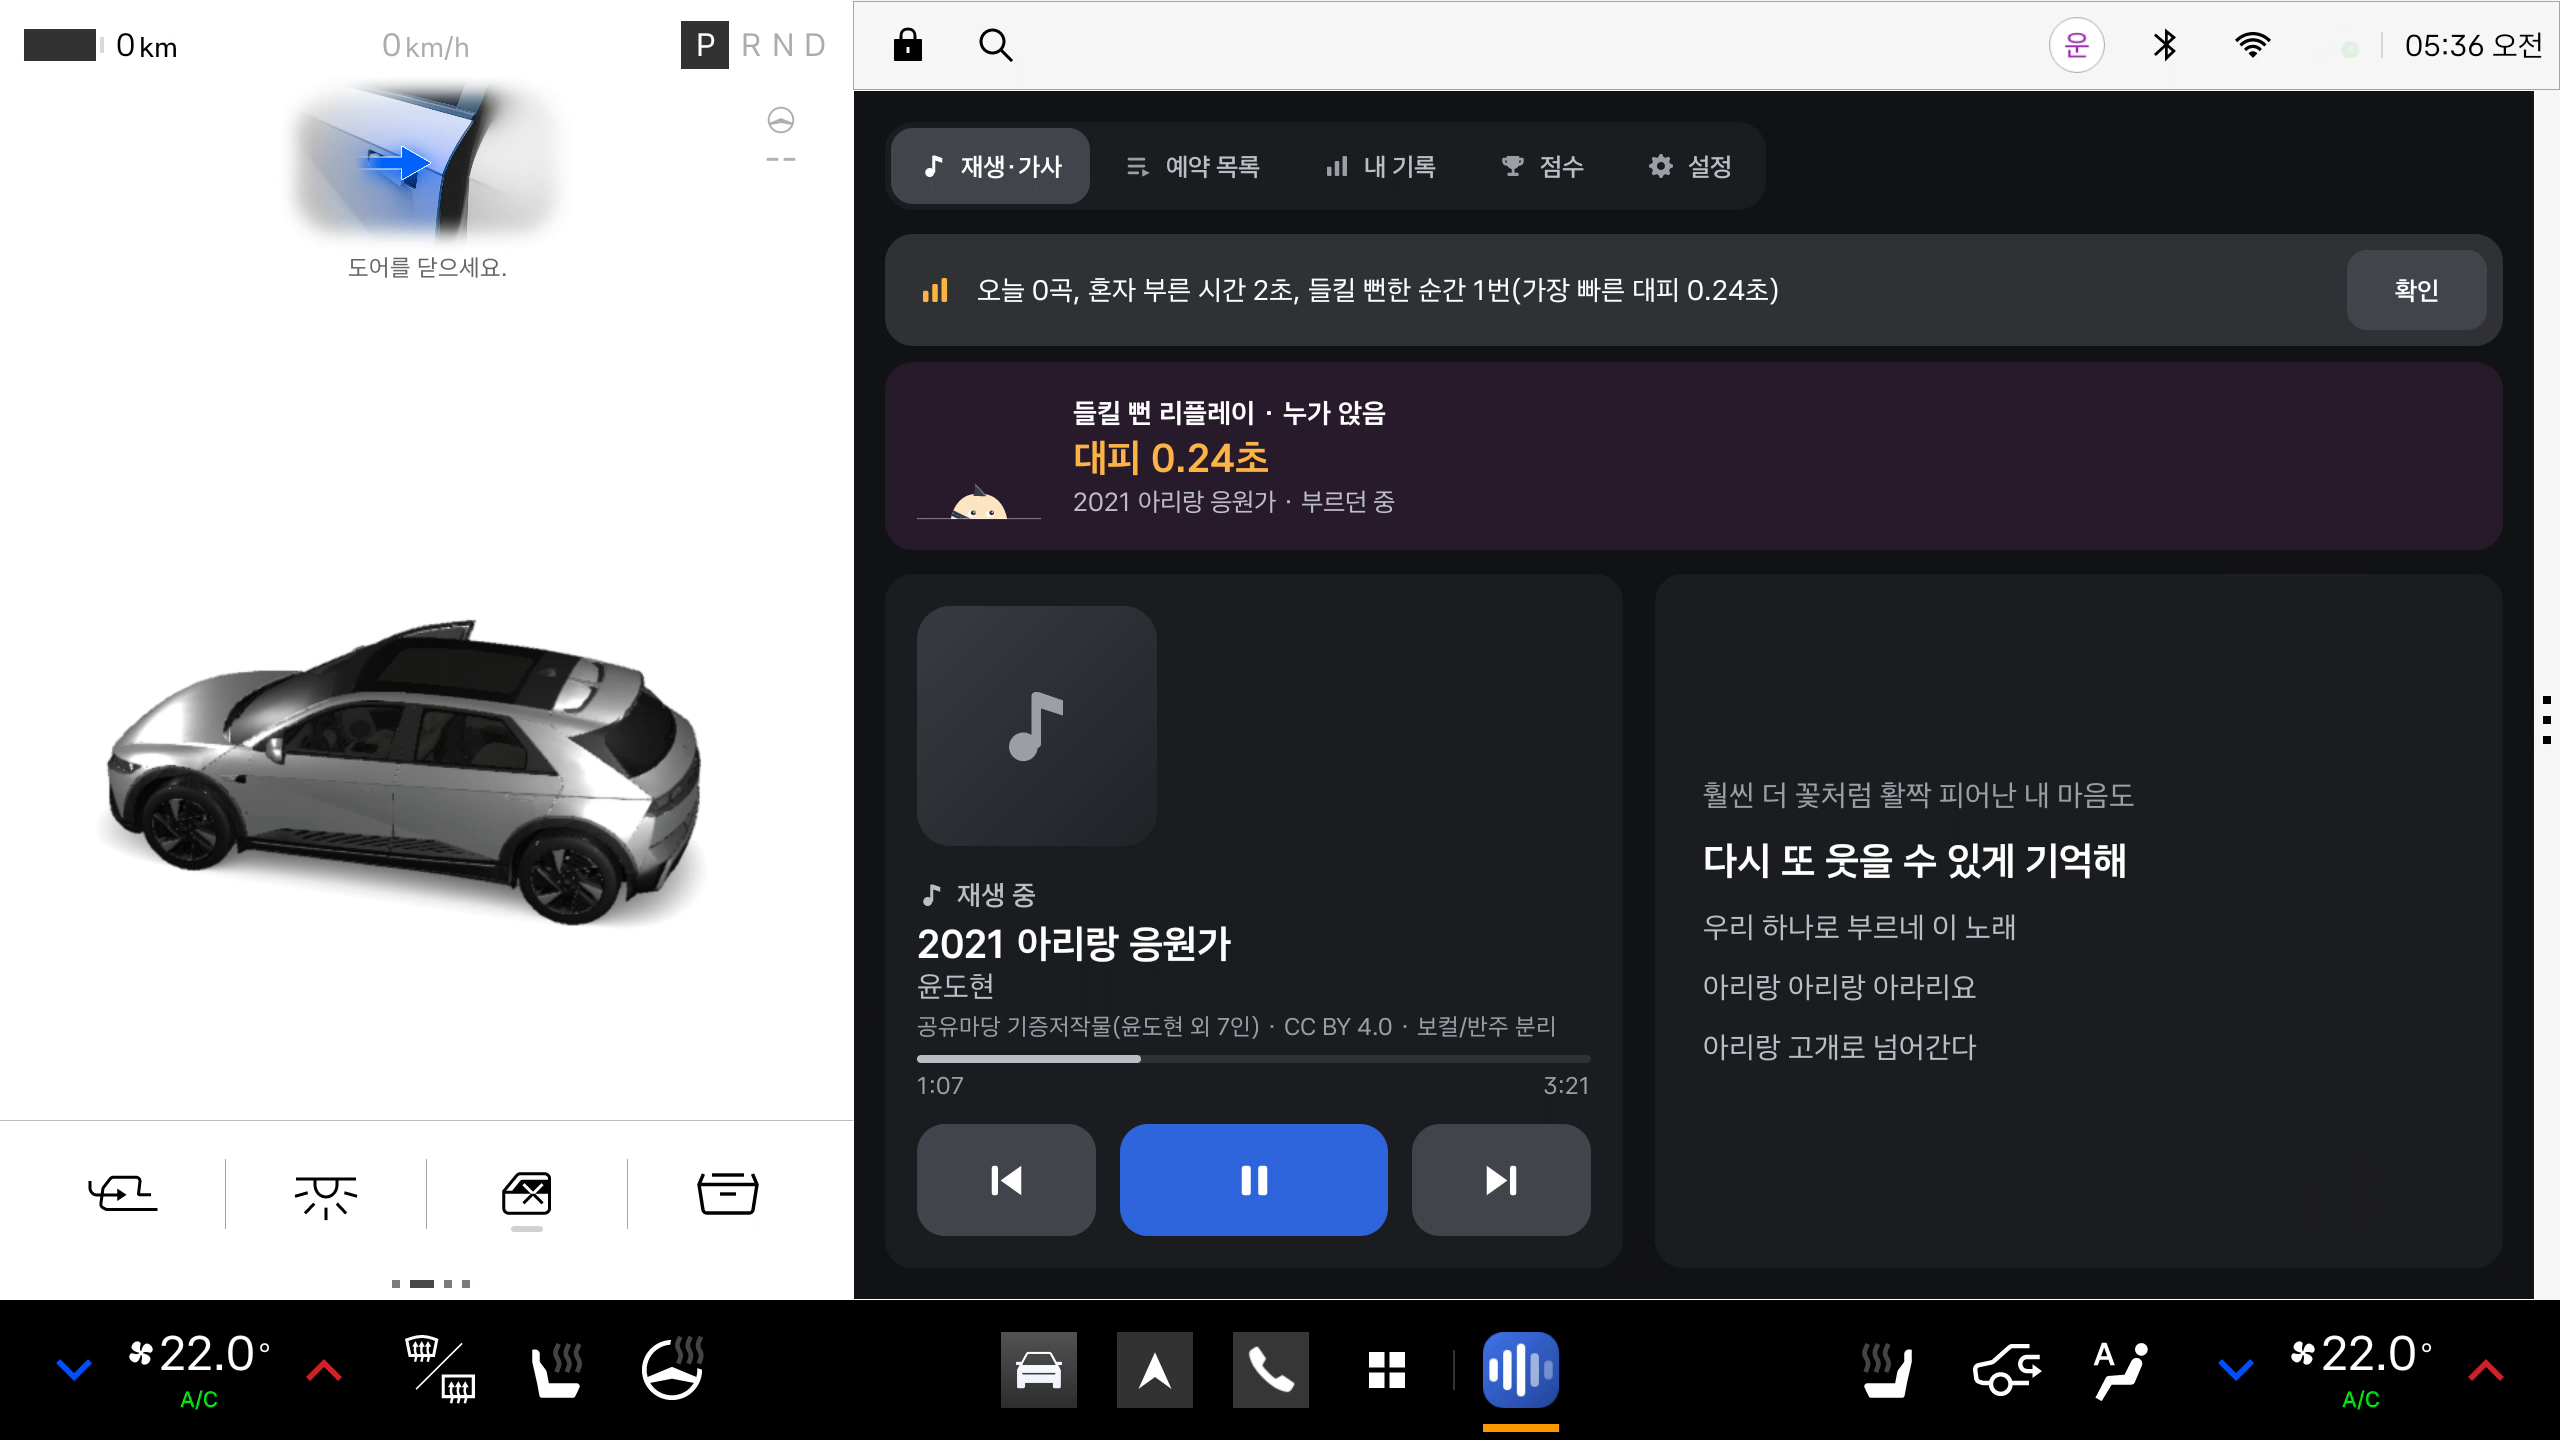 0 km
0 km/h
P R N D
운
05:36 오전
도어를 닫으세요.
재생·가사
예약 목록
내 기록
점수
설정
오늘 0곡, 혼자 부른 시간 2초, 들킬 뻔한 순간 1번(가장 빠른 대피 0.24초)
확인
들킬 뻔 리플레이 · 누가 앉음
대피 0.24초
2021 아리랑 응원가 · 부르던 중
재생 중
2021 아리랑 응원가
윤도현
공유마당 기증저작물(윤도현 외 7인) · CC BY 4.0 · 보컬/반주 분리
1:07
3:21
훨씬 더 꽃처럼 활짝 피어난 내 마음도
다시 또 웃을 수 있게 기억해
우리 하나로 부르네 이 노래
아리랑 아리랑 아라리요
아리랑 고개로 넘어간다
22.0°
A/C
A
22.0°
A/C